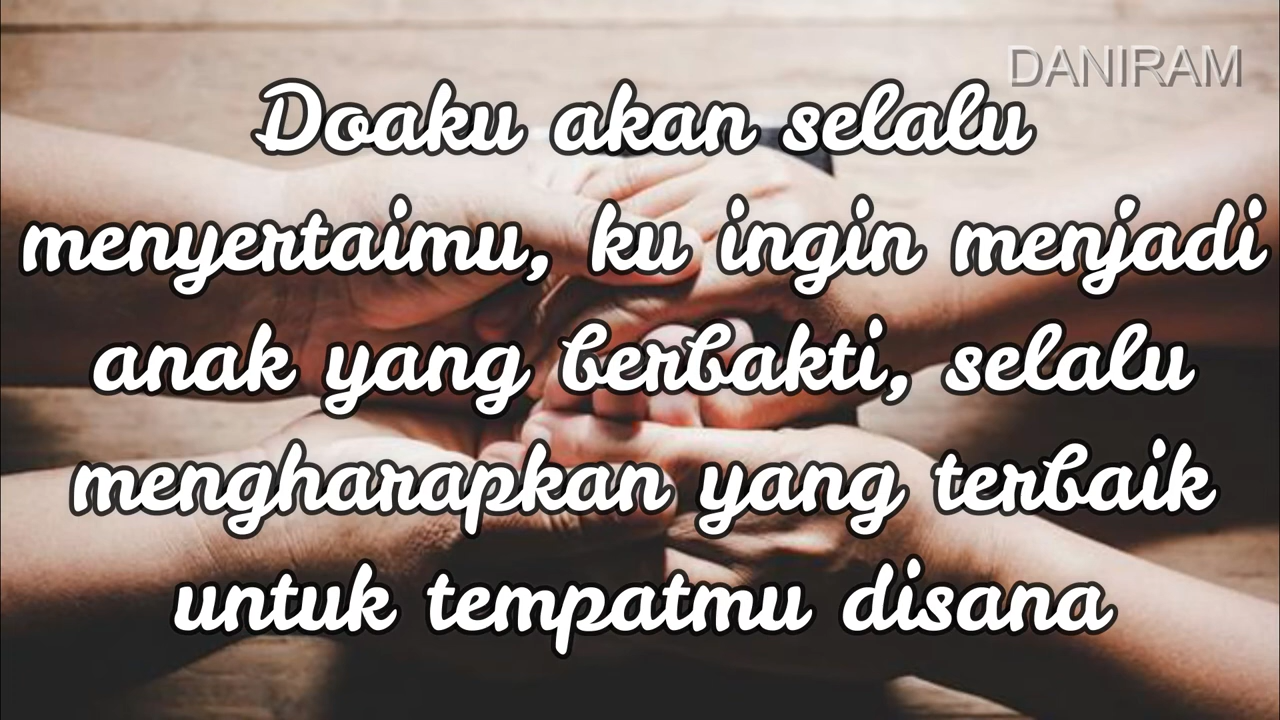 DANIRAM
Doaku akan selalu
menyertaimu, ku ingin menjadi
anak yang berbakti, selalu
mengharapkan yang terbaik
untuk tempatmu disana